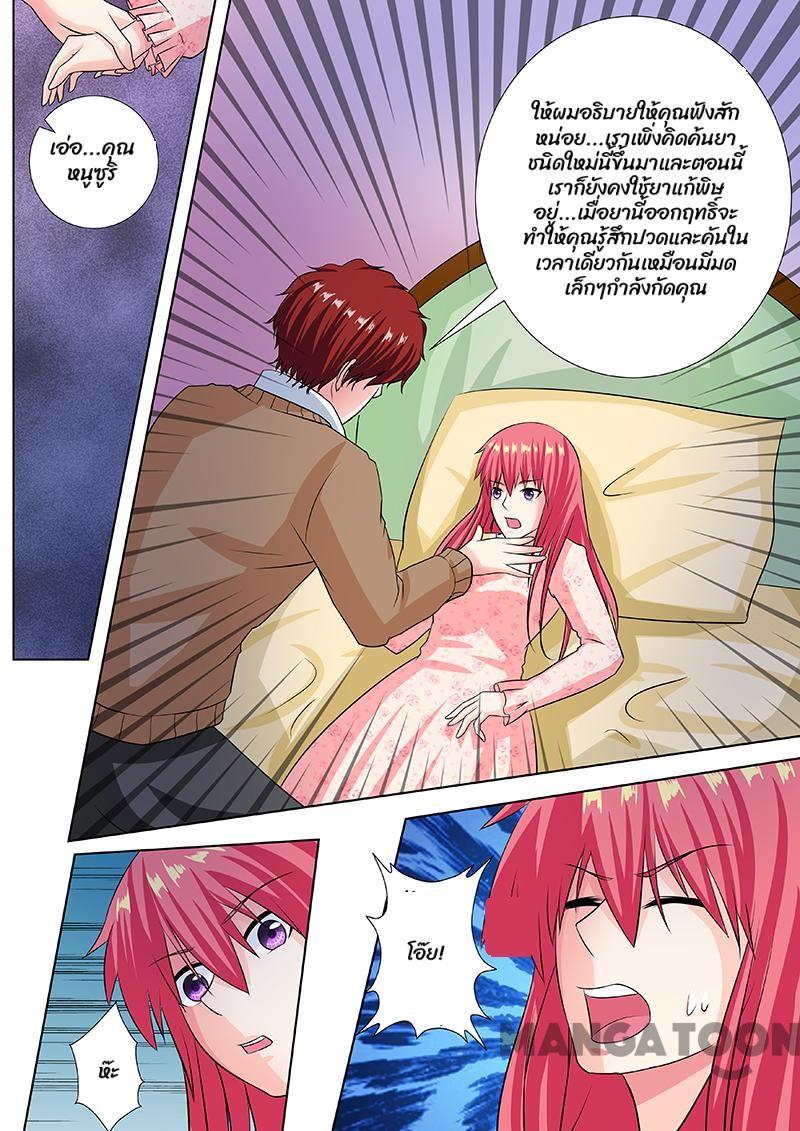 เอ่อ...คุณ
หนูซูริ
ให้ผมอธิบายให้คุณฟังสัก
หน่อย...เราเพิ่งคิดค้นยา
ชนิดใหม่นี้ขึ้นมาและตอนนี้
เราก็ยังคงใช้ยาแก้พิษ
อยู่...เมื่อยานี้ออกฤทธิ์จะ
ทำให้คุณรู้สึกปวดและคันใน
เวลาเดียวกันเหมือนมีมด
เล็กๆกำลังกัดคุณ
ห๊ะ
โอ๊ย!
MANGATOON